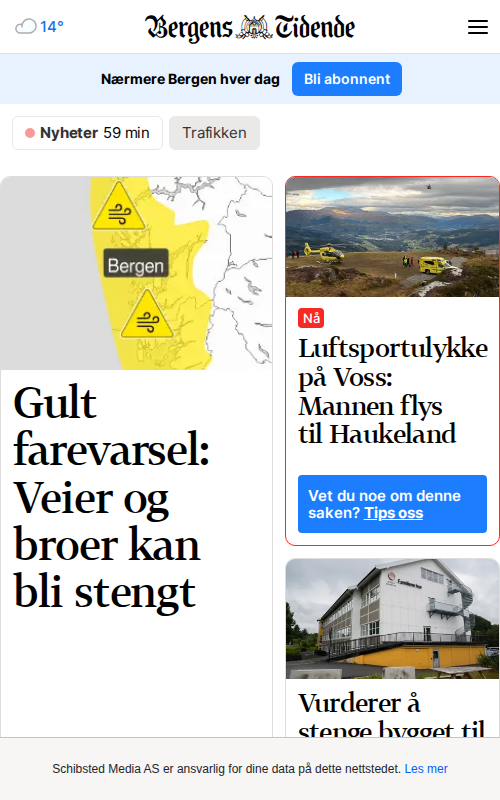 14°
Bergens Tidende
Nærmere Bergen hver dag
Bli abonnent
Nyheter 59 min
Trafikken
Bergen
Gult
farevarsel:
Veier og
broer kan
bli stengt
Nå
Luftsportulykke
på Voss:
Mannen flys
til Haukeland
Vet du noe om denne
saken? Tips oss
Vurderer å
stenge bygget til
Schibsted Media AS er ansvarlig for dine data på dette nettstedet. Les mer